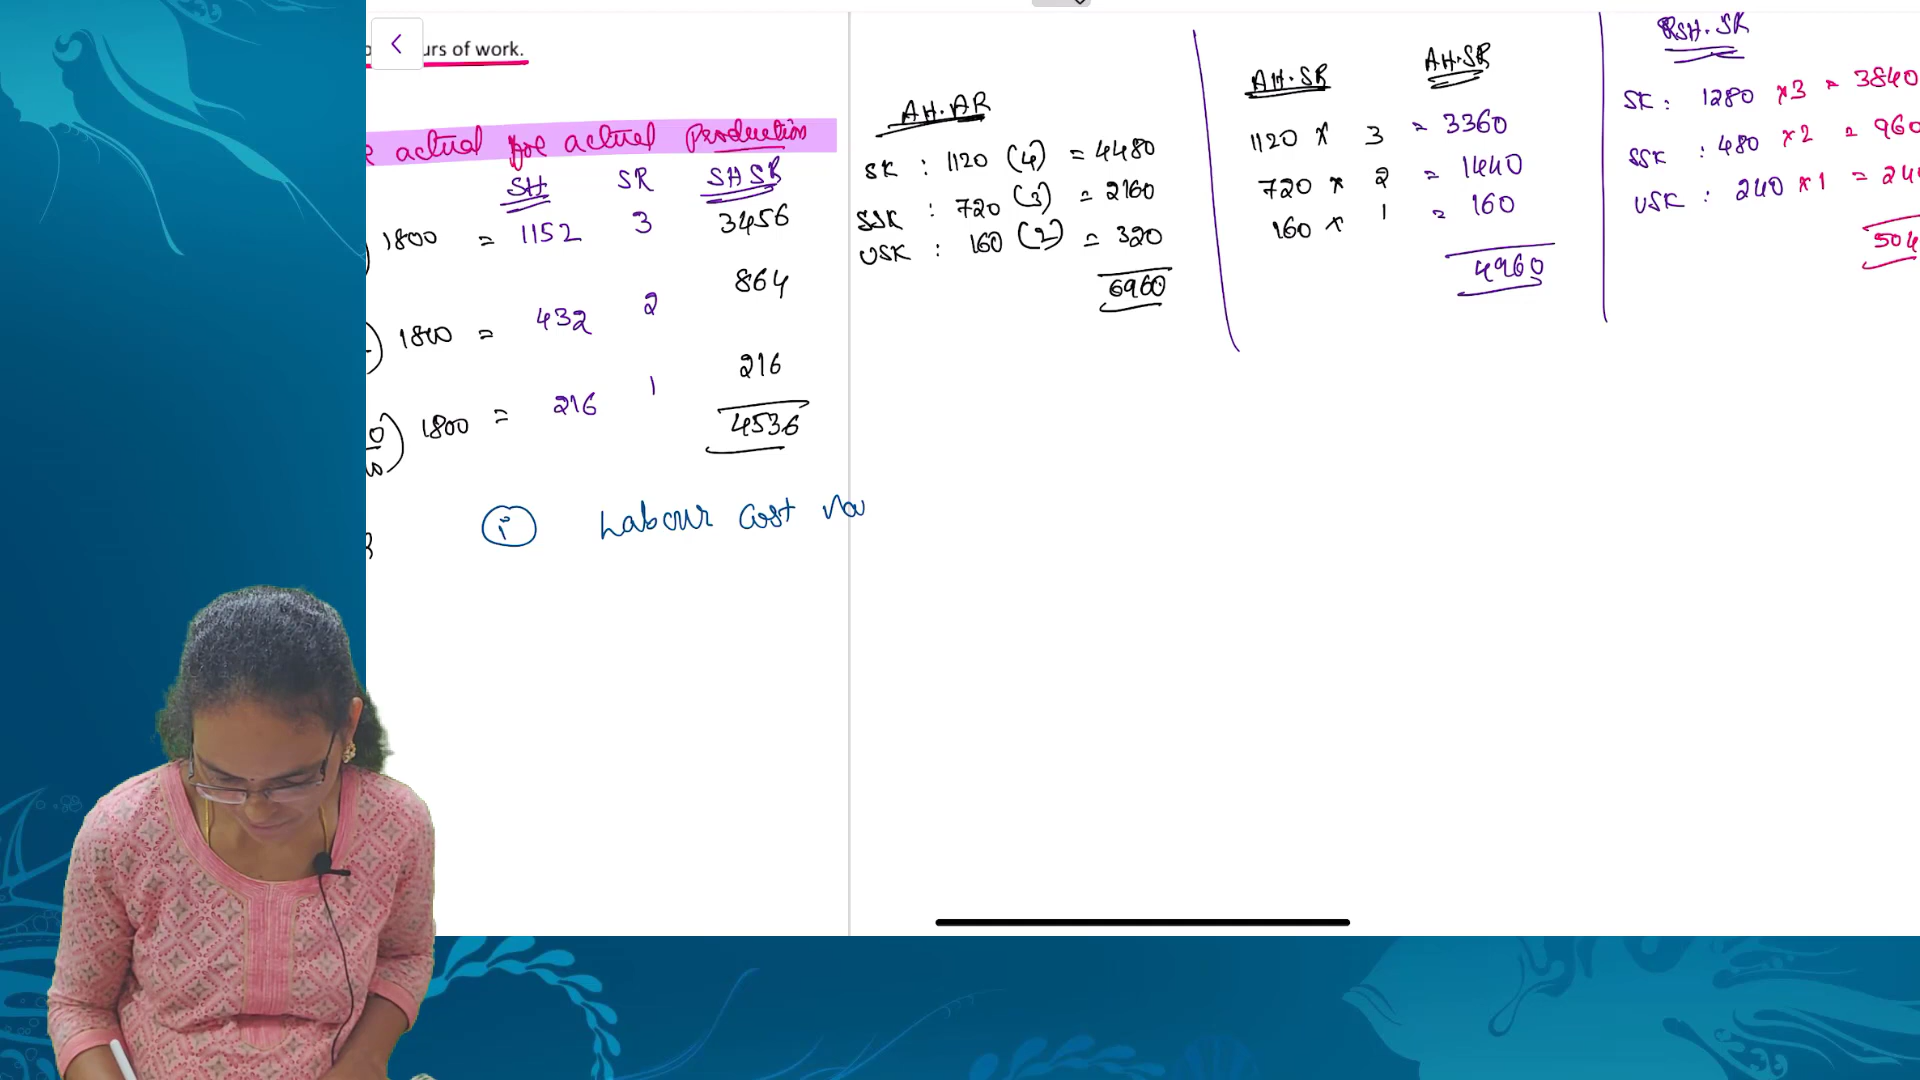 urs of work.
actual for actual Production
SH SR SHSR
1800 = 1152 3 3456
1800 = 432 2 864
1800 = 216 1 216
4536
i Labour cost va
AH.AR
SK : 1120 (4) = 4480
SSK : 720 (3) = 2160
USK : 160 (2) = 320
6960
AH.SR AH.SR
1120 x 3 = 3360
720 x 2 = 1440
160 x 1 = 160
4960
RSH.SR
SK : 1280 x3 = 3840
SSK : 480 x2 = 960
USK : 240 x1 = 24
504